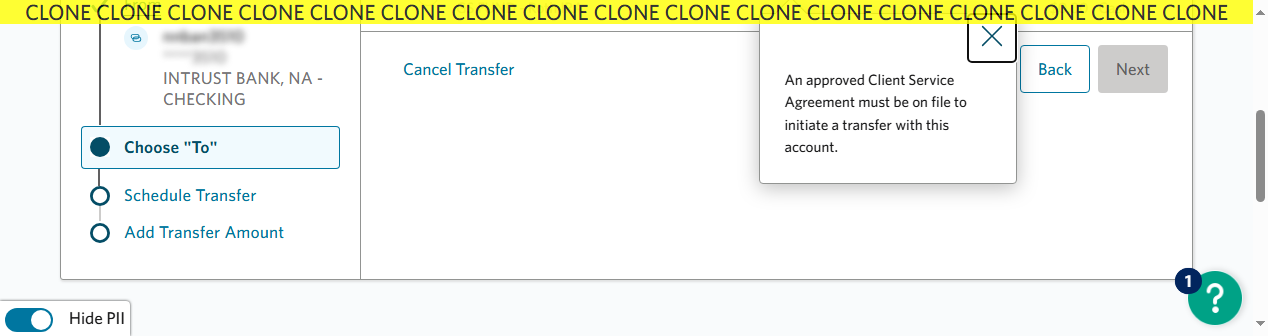 CLONE CLONE CLONE CLONE CLONE CLONE CLONE CLONE CLONE CLONE CLONE CLONE CLONE CLONE CLONE CLONE CLONE
INTRUST BANK, NA -
CHECKING
Choose "To"
Schedule Transfer
Add Transfer Amount
Cancel Transfer
An approved Client Service
Agreement must be on file to
initiate a transfer with this
account.
Back
Next
1
?
Hide PII